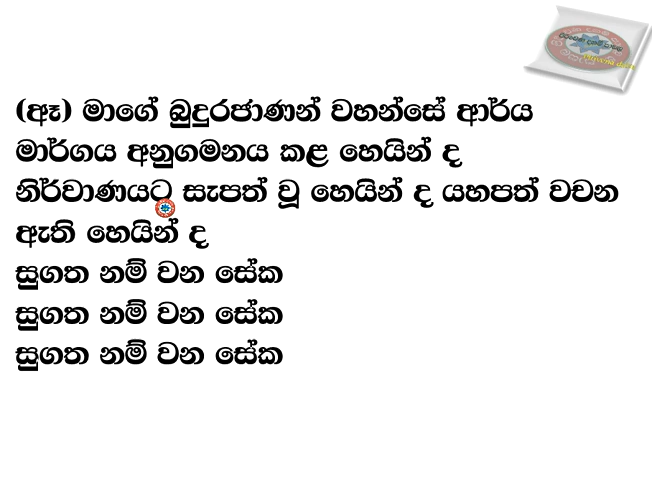 (ඈ) මාගේ බුදුරජාණන් වහන්සේ ආර්ය
මාර්ගය අනුගමනය කළ හෙයින් ද
නිර්වාණයට සැපත් වූ හෙයින් ද යහපත් වචන
ඇති හෙයින් ද
සුගත නම් වන සේක
සුගත නම් වන සේක
සුගත නම් වන සේක